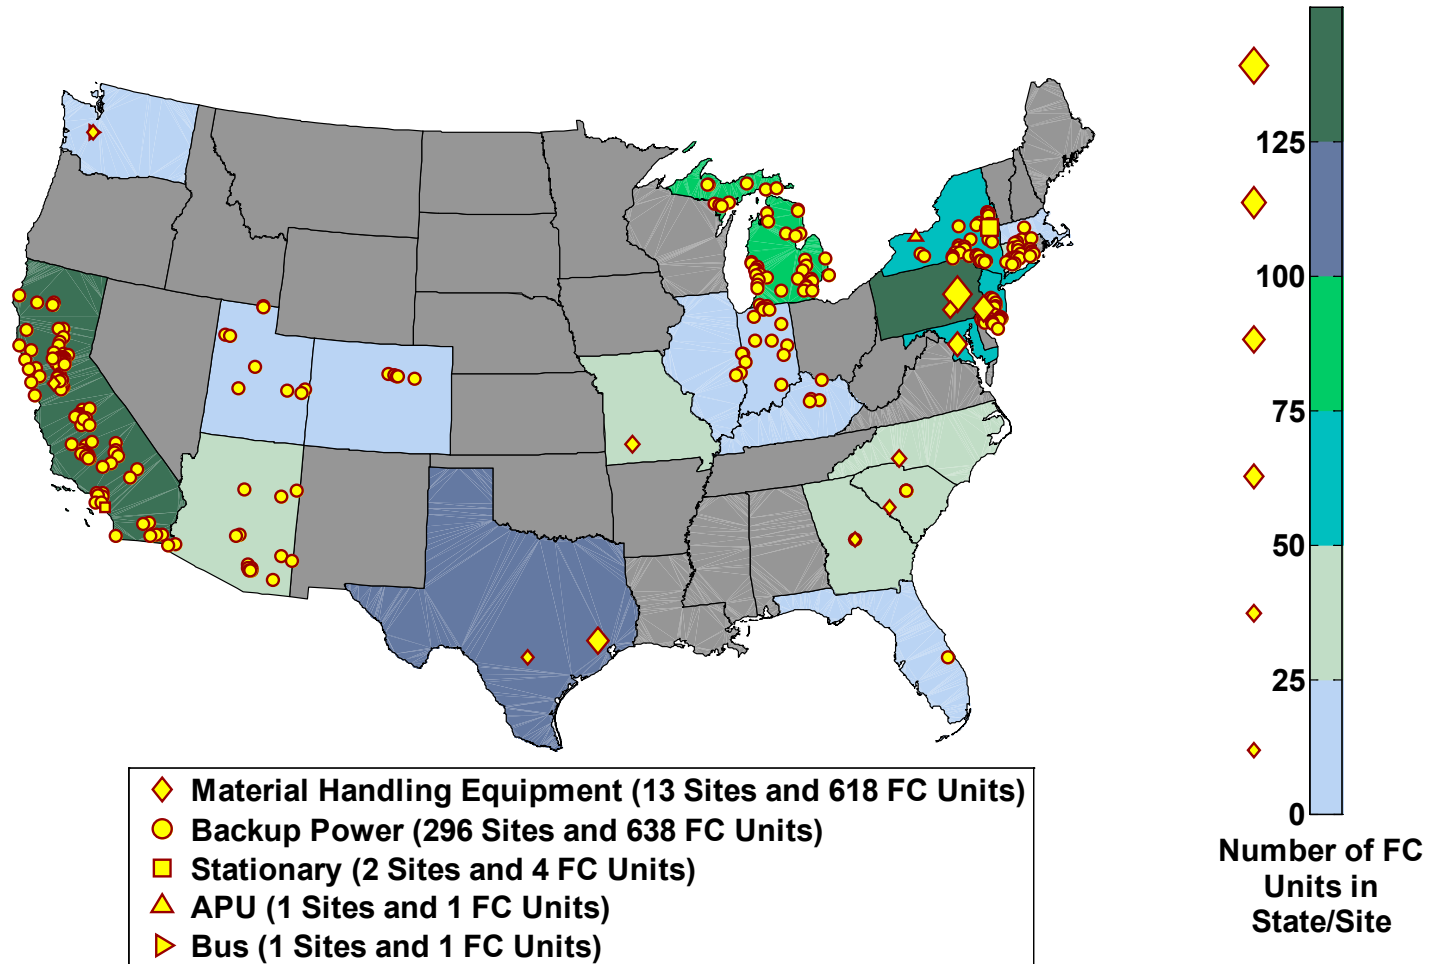 125
100
75
50
25
0
Number of FC
Units in
State/Site
Material Handling Equipment (13 Sites and 618 FC Units)
Backup Power (296 Sites and 638 FC Units)
Stationary (2 Sites and 4 FC Units)
APU (1 Sites and 1 FC Units)
Bus (1 Sites and 1 FC Units)